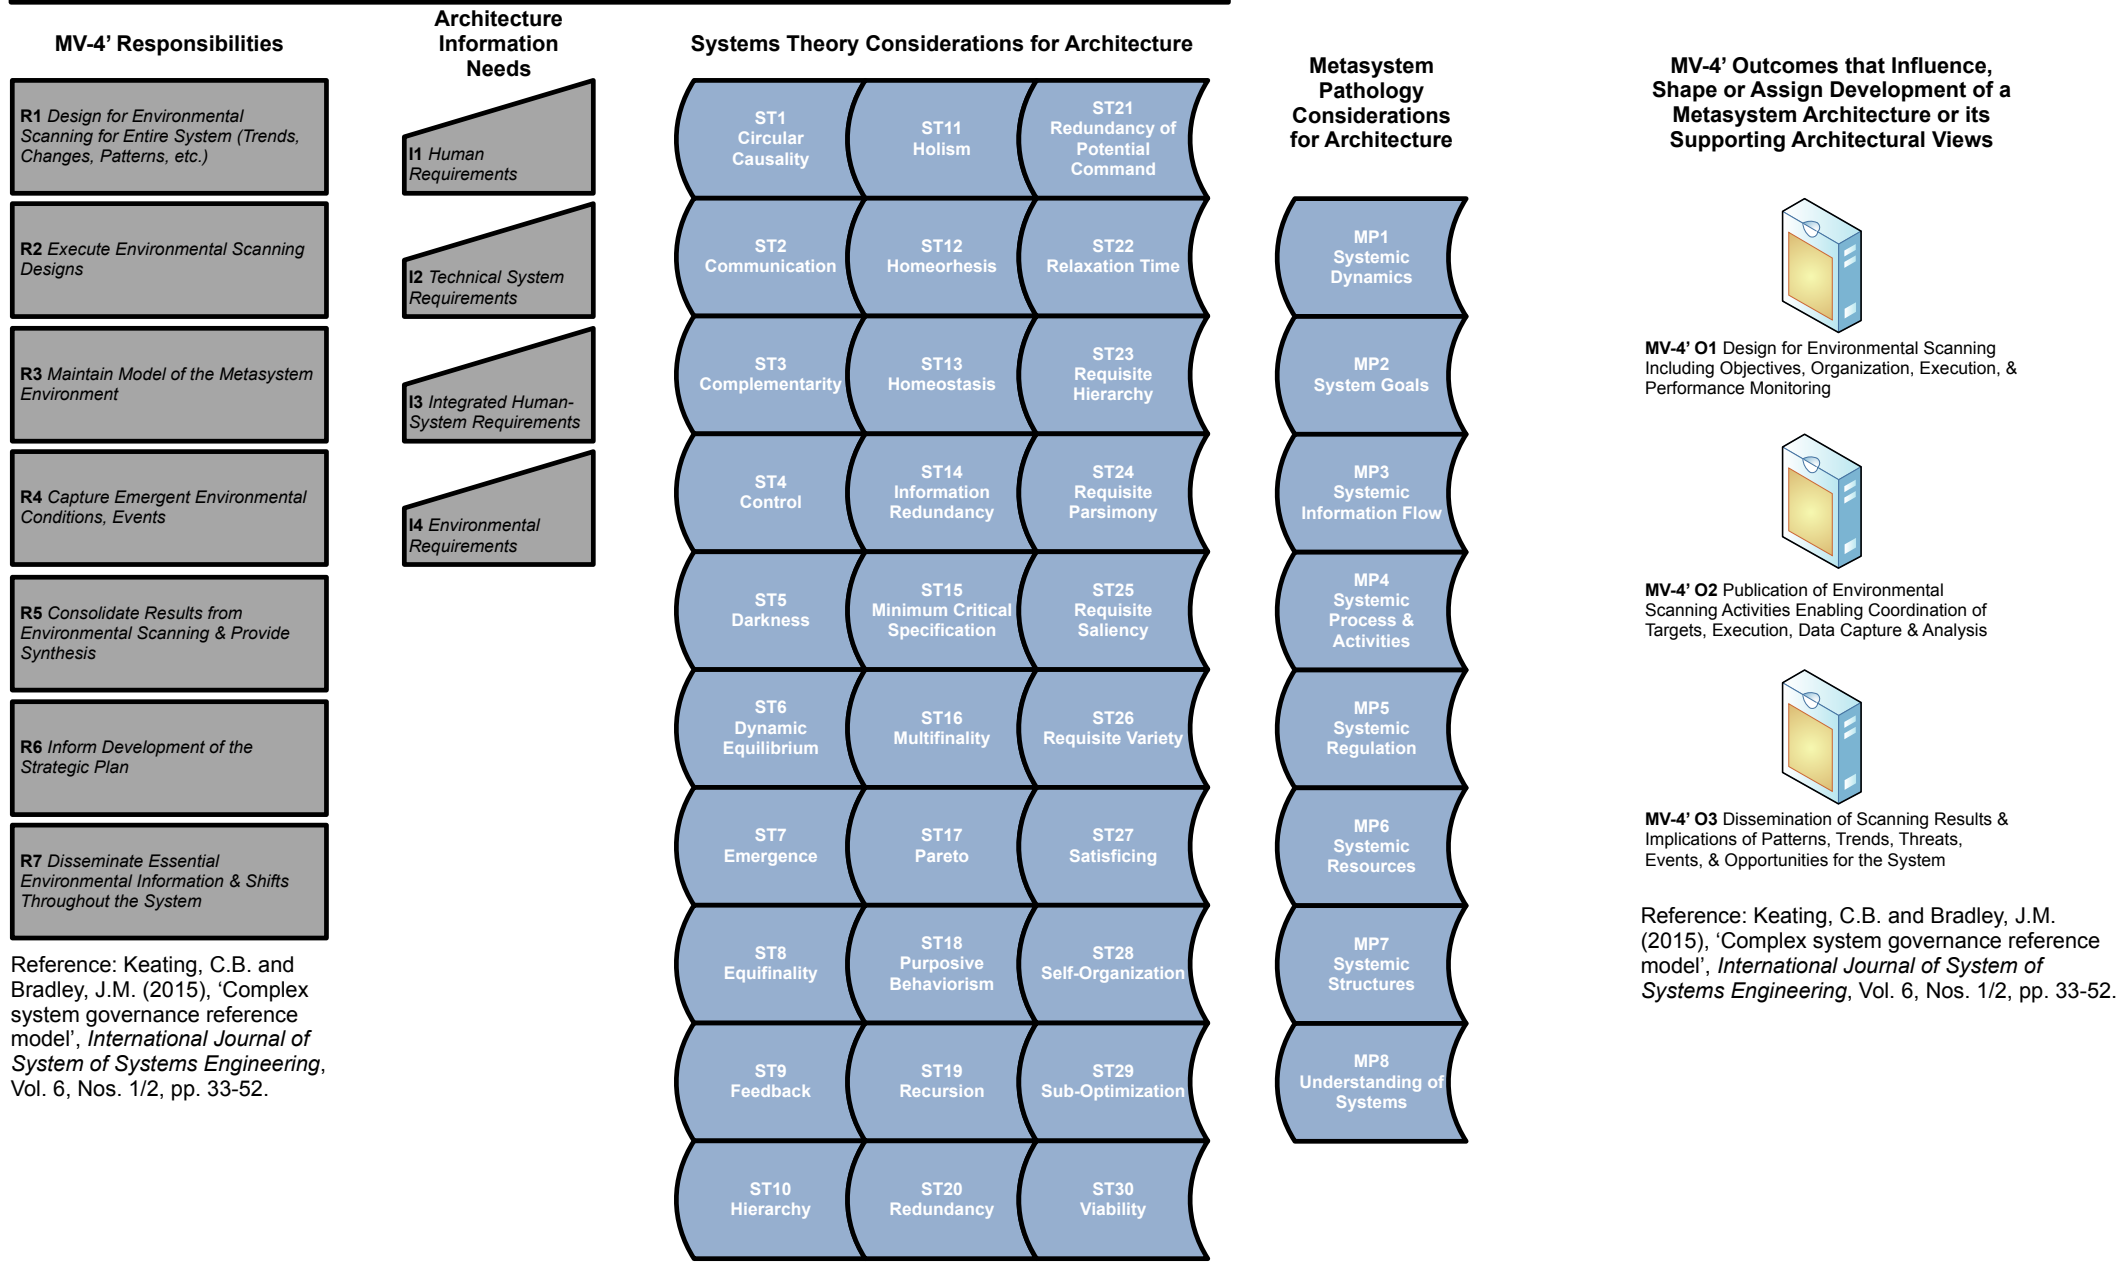 MV-4’ Responsibilities
R1 Design for Environmental
Scanning for Entire System (Trends,
Changes, Patterns, etc.)
R2 Execute Environmental Scanning
Designs
R3 Maintain Model of the Metasystem
Environment
R4 Capture Emergent Environmental
Conditions, Events
R5 Consolidate Results from
Environmental Scanning & Provide
Synthesis
R6 Inform Development of the
Strategic Plan
R7 Disseminate Essential
Environmental Information & Shifts
Throughout the System
Reference: Keating, C.B. and
Bradley, J.M. (2015), ‘Complex
system governance reference
model’, International Journal of
System of Systems Engineering,
Vol. 6, Nos. 1/2, pp. 33-52.
Architecture
Information
Needs
I1 Human
Requirements
I2 Technical System
Requirements
I3 Integrated Human-
System Requirements
I4 Environmental
Requirements
Systems Theory Considerations for Architecture
ST1
Circular
Causality
ST2
Communication
ST3
Complementarity
ST4
Control
ST5
Darkness
ST6
Dynamic
Equilibrium
ST7
Emergence
ST8
Equifinality
ST9
Feedback
ST10
Hierarchy
ST11
Holism
ST12
Homeorhesis
ST13
Homeostasis
ST14
Information
Redundancy
ST15
Minimum Critical
Specification
ST16
Multifinality
ST17
Pareto
ST18
Purposive
Behaviorism
ST19
Recursion
ST20
Redundancy
ST21
Redundancy of
Potential
Command
ST22
Relaxation Time
ST23
Requisite
Hierarchy
ST24
Requisite
Parsimony
ST25
Requisite
Saliency
ST26
Requisite Variety
ST27
Satisficing
ST28
Self-Organization
ST29
Sub-Optimization
ST30
Viability
Metasystem
Pathology
Considerations
for Architecture
MP1
Systemic
Dynamics
MP2
System Goals
MP3
Systemic
Information Flow
MP4
Systemic
Process &
Activities
MP5
Systemic
Regulation
MP6
Systemic
Resources
MP7
Systemic
Structures
MP8
Understanding of
Systems
MV-4’ Outcomes that Influence,
Shape or Assign Development of a
Metasystem Architecture or its
Supporting Architectural Views
MV-4’ O1 Design for Environmental Scanning
Including Objectives, Organization, Execution, &
Performance Monitoring
MV-4’ O2 Publication of Environmental
Scanning Activities Enabling Coordination of
Targets, Execution, Data Capture & Analysis
MV-4’ O3 Dissemination of Scanning Results &
Implications of Patterns, Trends, Threats,
Events, & Opportunities for the System
Reference: Keating, C.B. and Bradley, J.M.
(2015), ‘Complex system governance reference
model’, International Journal of System of
Systems Engineering, Vol. 6, Nos. 1/2, pp. 33-52.